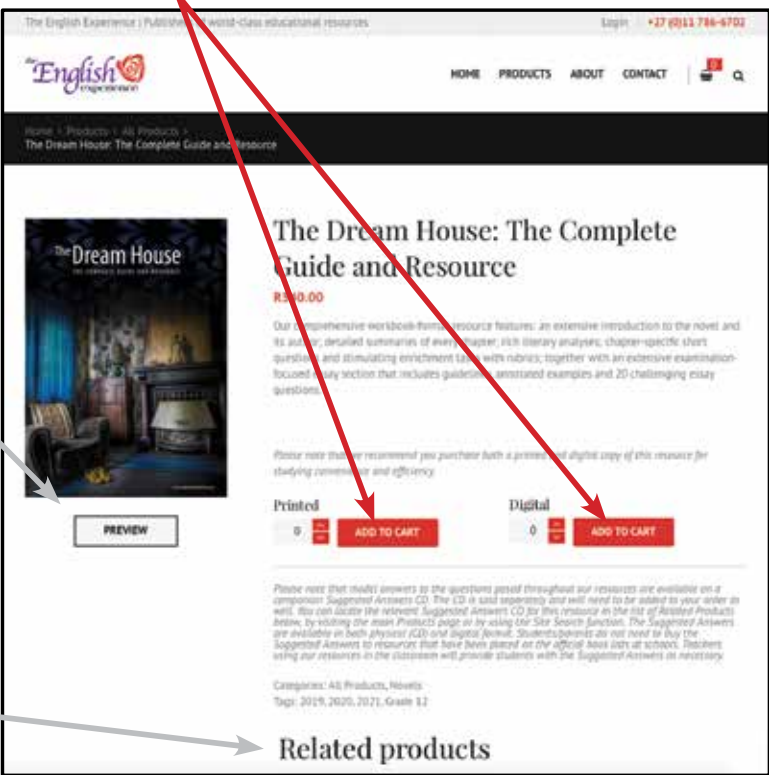 The English Experience | Publishers of world-class educational resources
Login +27 (0)11 786-6702
the
English
experience
HOME PRODUCTS ABOUT CONTACT
0
Home > Products > All Products >
The Dream House: The Complete Guide and Resource
The Dream House
THE COMPLETE GUIDE AND RESOURCE
PREVIEW
The Dream House: The Complete
Guide and Resource
.00
Our comprehensive workbook-format resource features: an extensive introduction to the novel and
its author; detailed summaries of every chapter; rich literary analyses; chapter-specific short
questions and stimulating enrichment tasks with rubrics; together with an extensive examination-
focused essay section that includes guidelines, annotated examples and 20 challenging essay
questions.
Please note that we recommend you purchase both a printed and digital copy of this resource for
studying convenience and efficiency.
Printed
0 ADD TO CART
Digital
0 ADD TO CART
Please note that model answers to the questions posed throughout our resources are available on a
companion Suggested Answers CD. The CD is sold separately and will need to be added to your order as
well. You can locate the relevant Suggested Answers CD for this resource in the list of Related Products
below, by visiting the main Products page or by using the Site Search function. The Suggested Answers
are available in both physical (CD) and digital format. Students/parents do not need to buy the
Suggested Answers to resources that have been placed on the official book lists at schools. Teachers
using our resources in the classroom will provide students with the Suggested Answers as necessary.
Categories: All Products, Novels
Tags: 2019, 2020, 2021, Grade 12
Related products